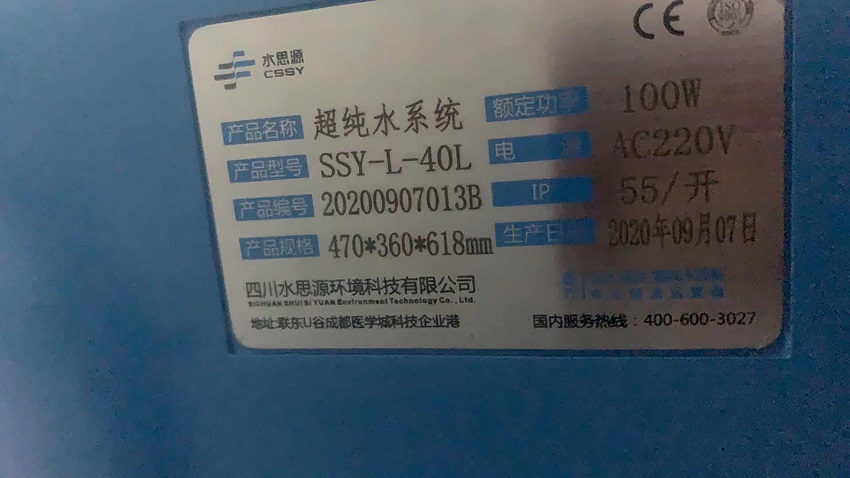 水思源
CSSY
CE
ISO
产品名称 超纯水系统
额定功率 100W
产品型号 SSY-L-40L
电 源 AC220V
产品编号 20200907013B
IP 55/开
产品规格 470*360*618mm
生产日期 2020年09月07日
四川水思源环境科技有限公司
SICHUAN SHUI SI YUAN Environment Technology Co., Ltd.
地址:联东U谷成都医学城科技企业港
国内服务热线：400-600-3027